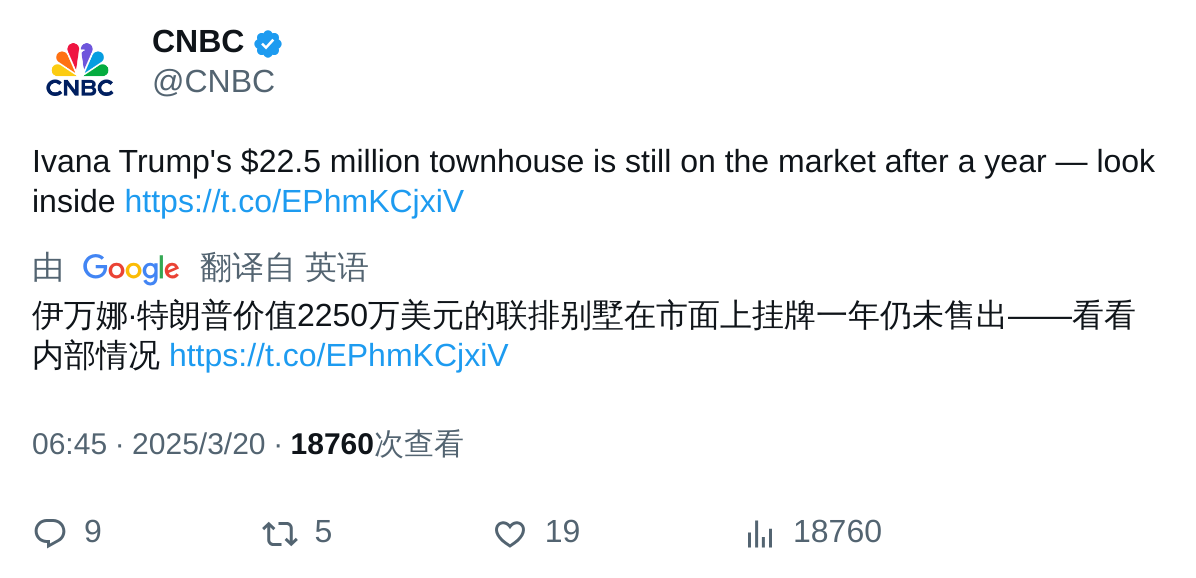 CNBC
CNBC
@CNBC
Ivana Trump's $22.5 million townhouse is still on the market after a year — look
inside https://t.co/EPhmKCjxiV
由 Google 翻译自 英语
伊万娜·特朗普价值2250万美元的联排别墅在市面上挂牌一年仍未售出——看看
内部情况 https://t.co/EPhmKCjxiV
06:45 · 2025/3/20 · 18760次查看
9 5 19 18760